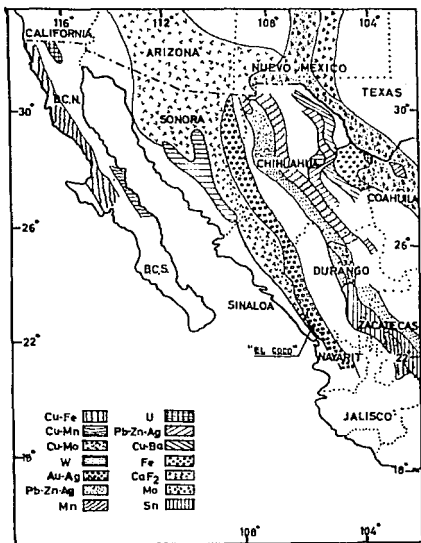 116° 112° 108° 104°
CALIFORNIA
ARIZONA
NUEVO MEXICO
TEXAS
30° 30°
B.C.N.
SONORA
CHIHUAHUA
COAHUILA
26° 26°
B.C.S.
DURANGO
SINALOA
ZACATECAS
"EL COCO"
22° 22°
NAYARIT
JALISCO
Cu-Fe U
Cu-Mn Pb-Zn-Ag
Cu-Mo Cu-Ba
W Fe
Au-Ag CaF2
Pb-Zn-Ag Mo
Mn Sn
18° 18°
108° 104°